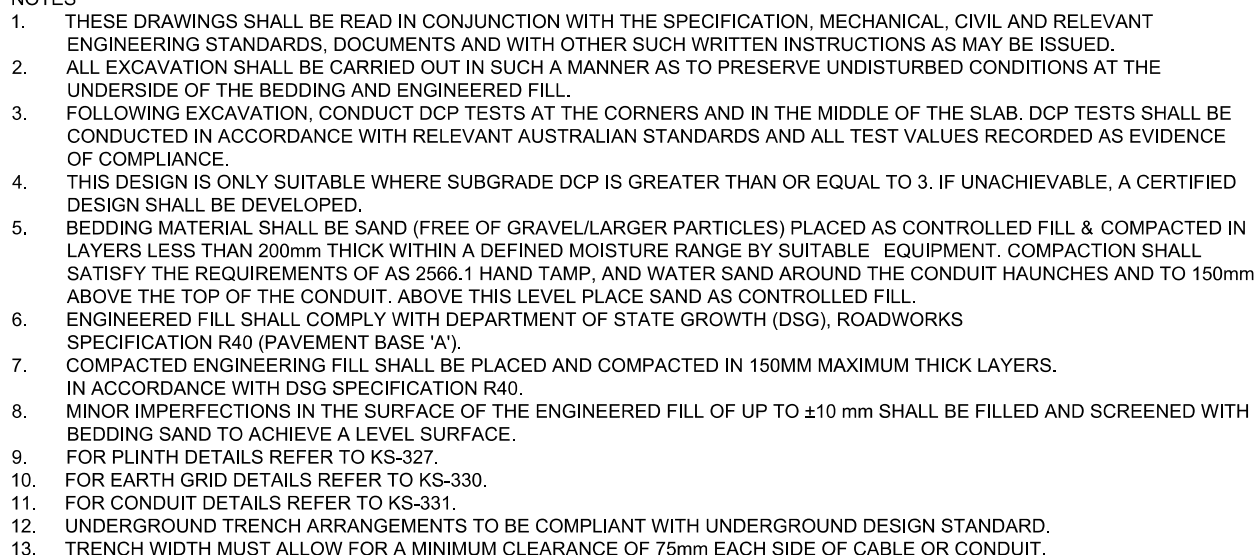 NOTES
1. THESE DRAWINGS SHALL BE READ IN CONJUNCTION WITH THE SPECIFICATION, MECHANICAL, CIVIL AND RELEVANT
ENGINEERING STANDARDS, DOCUMENTS AND WITH OTHER SUCH WRITTEN INSTRUCTIONS AS MAY BE ISSUED.
2. ALL EXCAVATION SHALL BE CARRIED OUT IN SUCH A MANNER AS TO PRESERVE UNDISTURBED CONDITIONS AT THE
UNDERSIDE OF THE BEDDING AND ENGINEERED FILL.
3. FOLLOWING EXCAVATION, CONDUCT DCP TESTS AT THE CORNERS AND IN THE MIDDLE OF THE SLAB. DCP TESTS SHALL BE
CONDUCTED IN ACCORDANCE WITH RELEVANT AUSTRALIAN STANDARDS AND ALL TEST VALUES RECORDED AS EVIDENCE
OF COMPLIANCE.
4. THIS DESIGN IS ONLY SUITABLE WHERE SUBGRADE DCP IS GREATER THAN OR EQUAL TO 3. IF UNACHIEVABLE, A CERTIFIED
DESIGN SHALL BE DEVELOPED.
5. BEDDING MATERIAL SHALL BE SAND (FREE OF GRAVEL/LARGER PARTICLES) PLACED AS CONTROLLED FILL & COMPACTED IN
LAYERS LESS THAN 200mm THICK WITHIN A DEFINED MOISTURE RANGE BY SUITABLE EQUIPMENT. COMPACTION SHALL
SATISFY THE REQUIREMENTS OF AS 2566.1 HAND TAMP, AND WATER SAND AROUND THE CONDUIT HAUNCHES AND TO 150mm
ABOVE THE TOP OF THE CONDUIT. ABOVE THIS LEVEL PLACE SAND AS CONTROLLED FILL.
6. ENGINEERED FILL SHALL COMPLY WITH DEPARTMENT OF STATE GROWTH (DSG), ROADWORKS
SPECIFICATION R40 (PAVEMENT BASE 'A').
7. COMPACTED ENGINEERING FILL SHALL BE PLACED AND COMPACTED IN 150MM MAXIMUM THICK LAYERS.
IN ACCORDANCE WITH DSG SPECIFICATION R40.
8. MINOR IMPERFECTIONS IN THE SURFACE OF THE ENGINEERED FILL OF UP TO ±10 mm SHALL BE FILLED AND SCREENED WITH
BEDDING SAND TO ACHIEVE A LEVEL SURFACE.
9. FOR PLINTH DETAILS REFER TO KS-327.
10. FOR EARTH GRID DETAILS REFER TO KS-330.
11. FOR CONDUIT DETAILS REFER TO KS-331.
12. UNDERGROUND TRENCH ARRANGEMENTS TO BE COMPLIANT WITH UNDERGROUND DESIGN STANDARD.
13. TRENCH WIDTH MUST ALLOW FOR A MINIMUM CLEARANCE OF 75mm EACH SIDE OF CABLE OR CONDUIT.